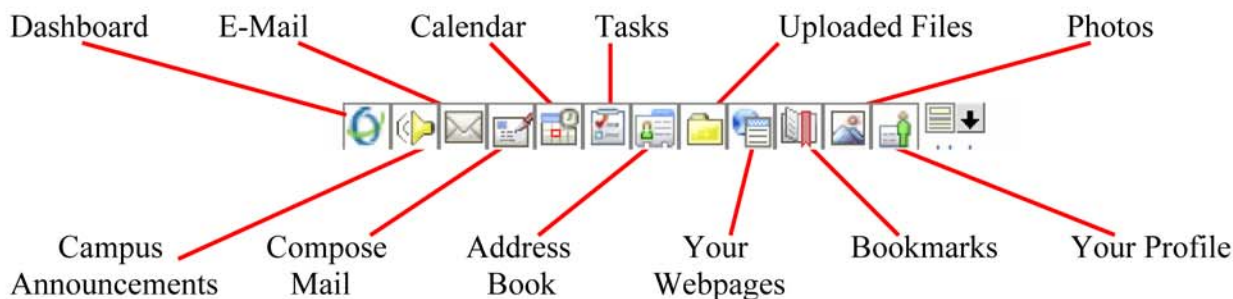 Dashboard E-Mail Calendar Tasks Uploaded Files Photos
Campus Announcements
Compose Mail
Address Book
Your Webpages
Bookmarks
Your Profile